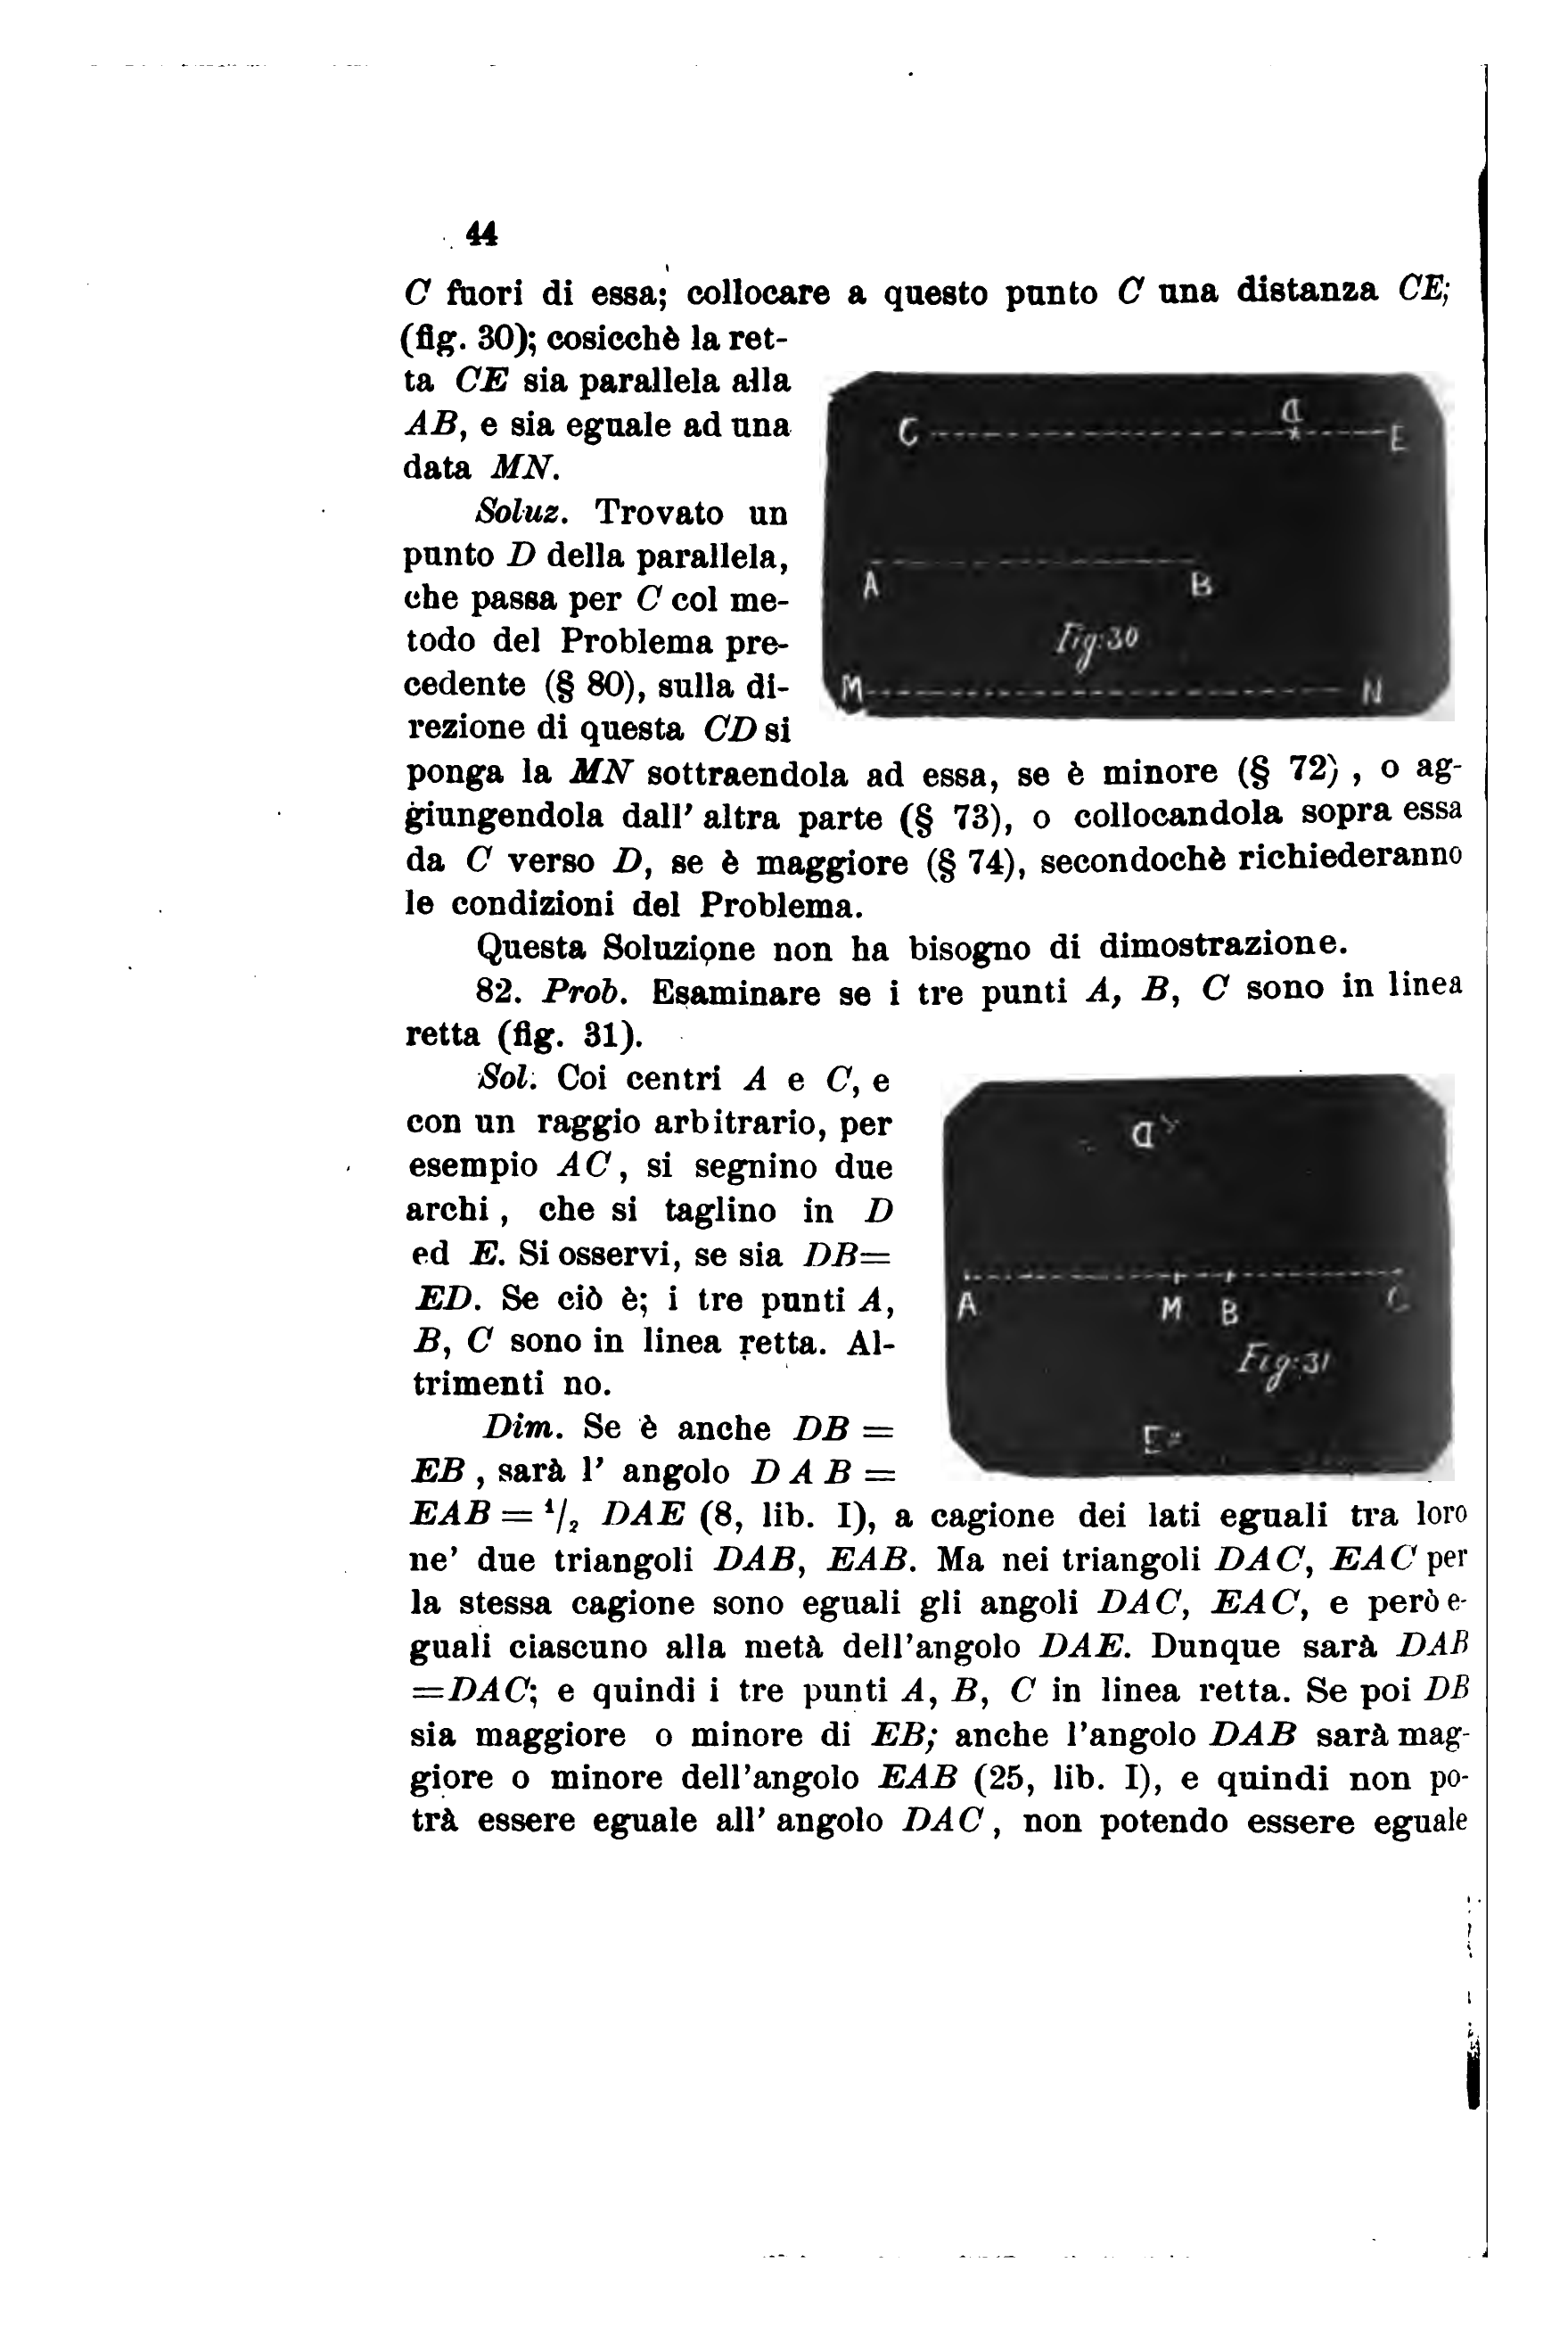 44
C fuori di essa; collocare a questo punto C una distanza CE;
(fig. 30); cosicchè la ret-
ta CE sia parallela alla
AB, e sia eguale ad una
data MN.
Soluz. Trovato un
punto D della parallela,
che passa per C col me-
todo del Problema pre-
cedente (§ 80), sulla di-
rezione di questa CD si
C D E
A B
Fig: 30
M N
ponga la MN sottraendola ad essa, se è minore (§ 72), o ag-
giungendola dall' altra parte (§ 73), o collocandola sopra essa
da C verso D, se è maggiore (§ 74), secondochè richiederanno
le condizioni del Problema.
Questa Soluzione non ha bisogno di dimostrazione.
82. Prob. Esaminare se i tre punti A, B, C sono in linea
retta (fig. 31).
Sol. Coi centri A e C, e
con un raggio arbitrario, per
esempio AC, si segnino due
archi, che si taglino in D
ed E. Si osservi, se sia DB=
ED. Se ciò è; i tre punti A,
B, C sono in linea retta. Al-
trimenti no.
Dim. Se è anche DB =
EB, sarà l' angolo D A B =
D
A M B C
Fig: 31
E
EAB = 1/2 DAE (8, lib. I), a cagione dei lati eguali tra loro
ne' due triangoli DAB, EAB. Ma nei triangoli DAC, EAC per
la stessa cagione sono eguali gli angoli DAC, EAC, e però e-
guali ciascuno alla metà dell'angolo DAE. Dunque sarà DAB
=DAC; e quindi i tre punti A, B, C in linea retta. Se poi DB
sia maggiore o minore di EB; anche l'angolo DAB sarà mag-
giore o minore dell'angolo EAB (25, lib. I), e quindi non po-
trà essere eguale all' angolo DAC, non potendo essere eguale